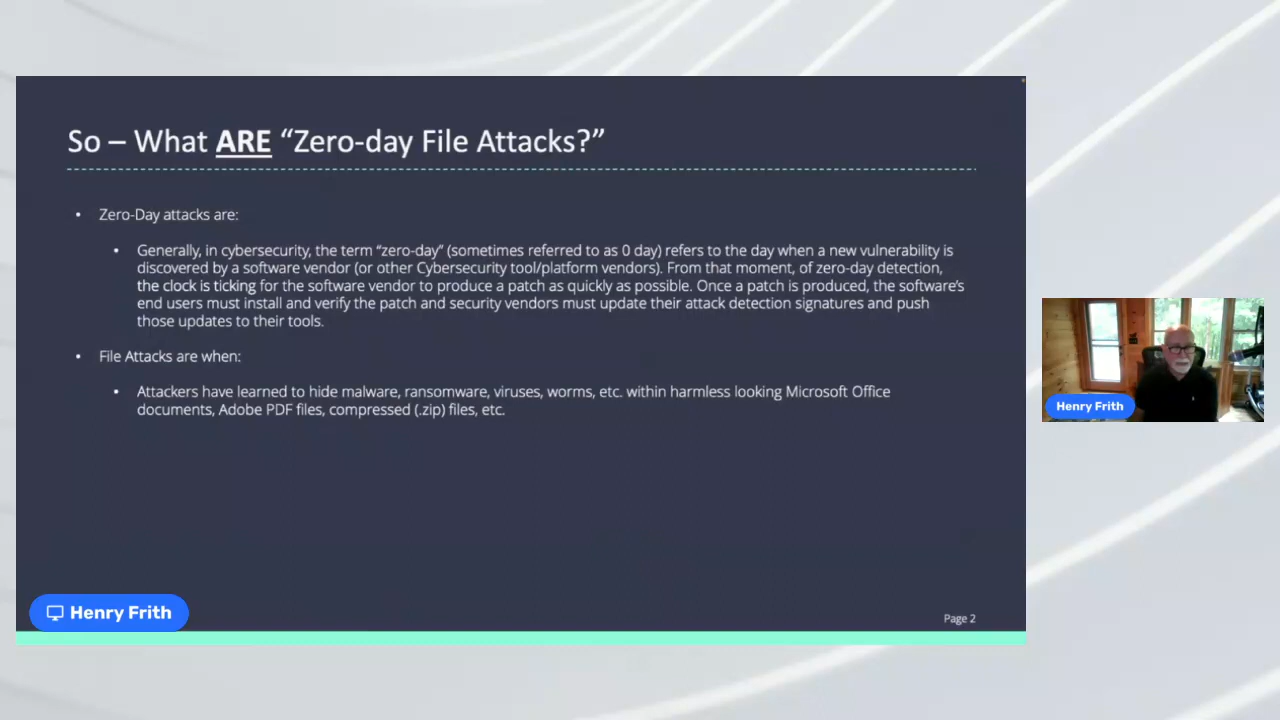 So – What ARE “Zero-day File Attacks?”
• Zero-Day attacks are:
• Generally, in cybersecurity, the term “zero-day” (sometimes referred to as 0 day) refers to the day when a new vulnerability is
discovered by a software vendor (or other Cybersecurity tool/platform vendors). From that moment, of zero-day detection,
the clock is ticking for the software vendor to produce a patch as quickly as possible. Once a patch is produced, the software’s
end users must install and verify the patch and security vendors must update their attack detection signatures and push
those updates to their tools.
• File Attacks are when:
• Attackers have learned to hide malware, ransomware, viruses, worms, etc. within harmless looking Microsoft Office
documents, Adobe PDF files, compressed (.zip) files, etc.
Henry Frith
Henry Frith
Page 2